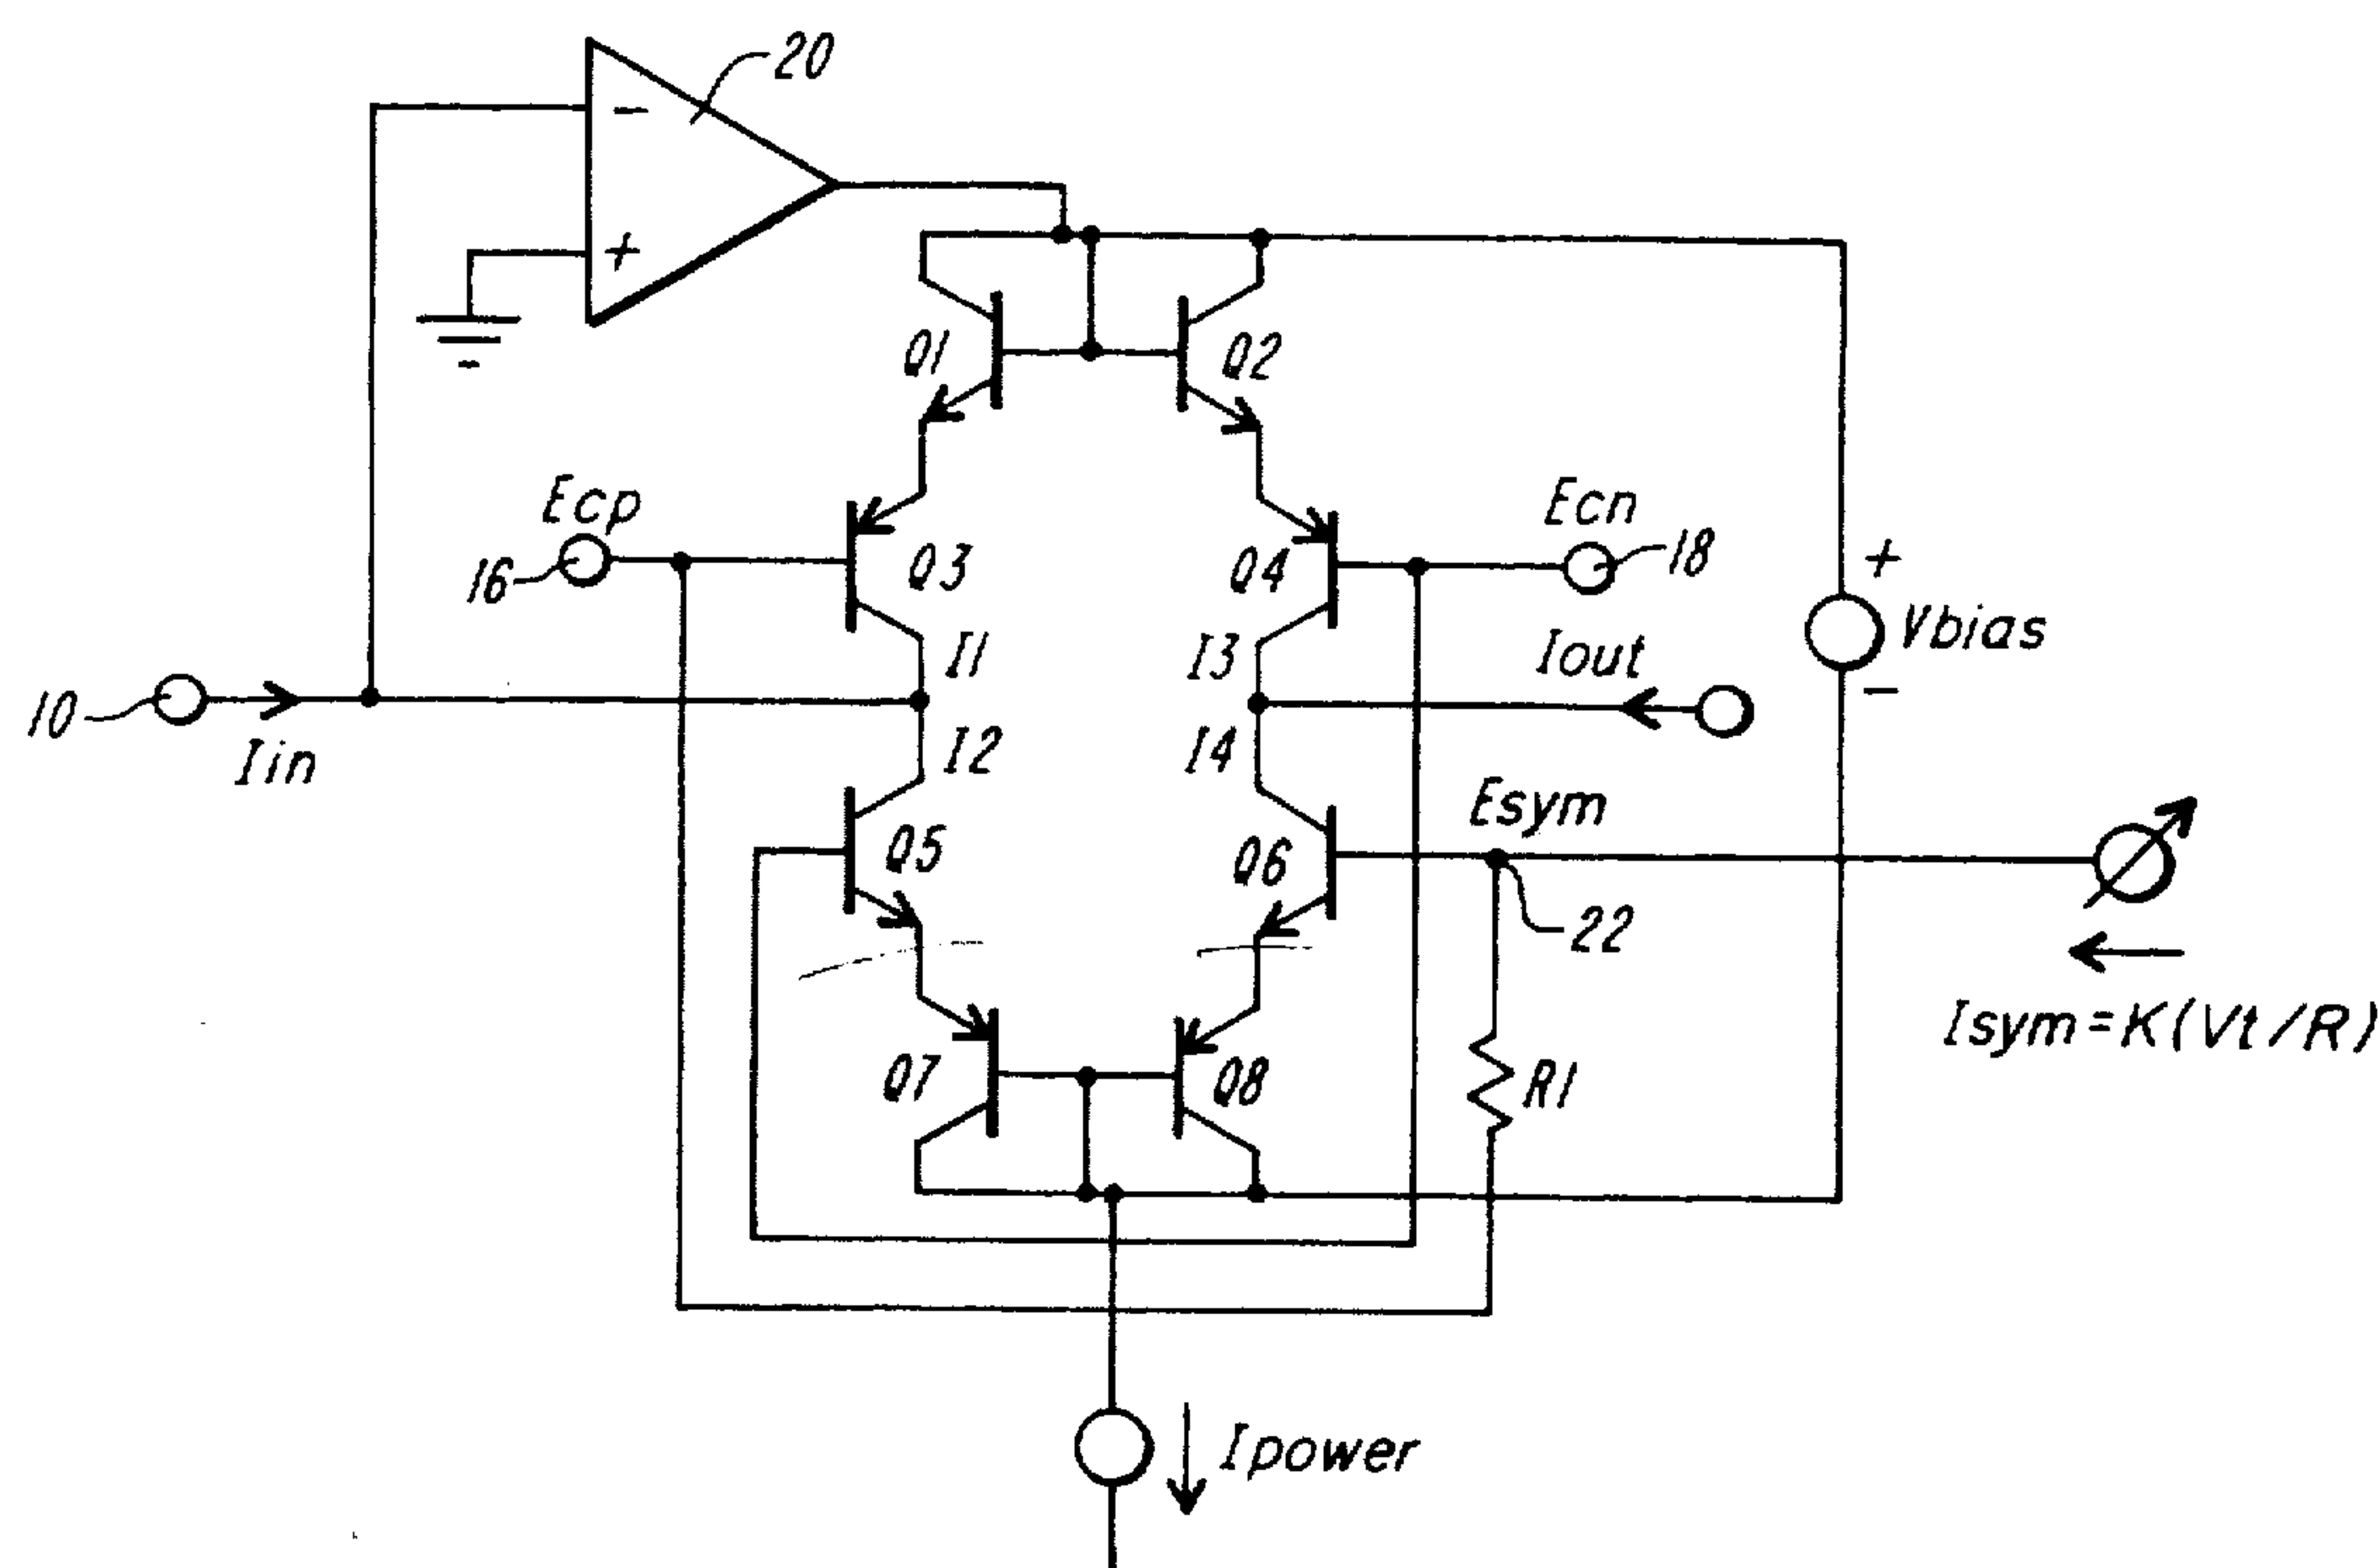 20
-
+
Q1
Q2
Ecp
16
Q3
Q4
Ecn
18
+
Vbias
-
I1
I3
Iout
10
Iin
I2
I4
Esym
Q5
Q6
22
Isym=K(Vt/R)
Q7
Q8
R1
Ipower